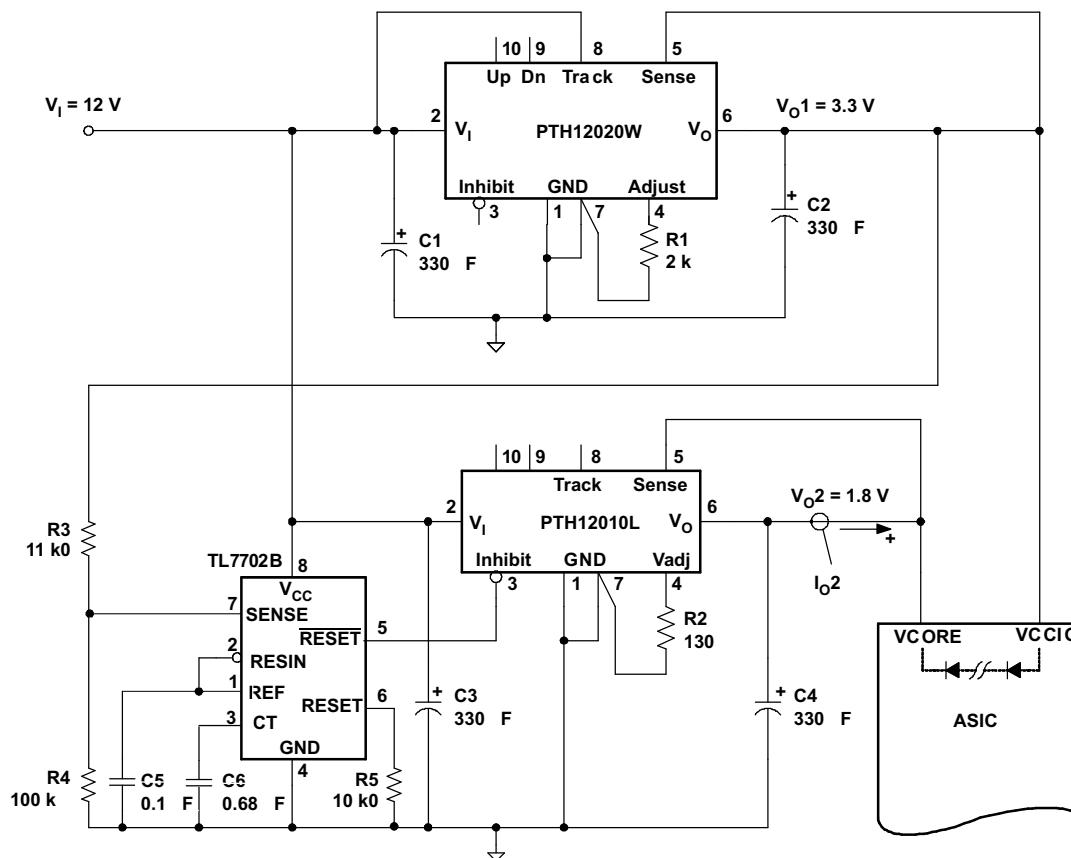 10 9 8 5
Up Dn Track Sense
V_I = 12 V
2 V_I PTH12020W V_O 6
V_O1 = 3.3 V
Inhibit GND Adjust
3 1 7 4
+ C1
330 F
R1
2 k
+ C2
330 F
10 9 8 5
Track Sense
2 V_I PTH12010L V_O 6
V_O2 = 1.8 V
+
I_O2
Inhibit GND Vadj
3 1 7 4
R2
130
R3
11 k0
TL7702B
8
V_CC
7 SENSE
RESET 5
2 RESIN
1 REF
RESET 6
3 CT
GND
4
R4
100 k
C5
0.1 F
C6
0.68 F
R5
10 k0
+ C3
330 F
+ C4
330 F
VCORE VCCIO
ASIC